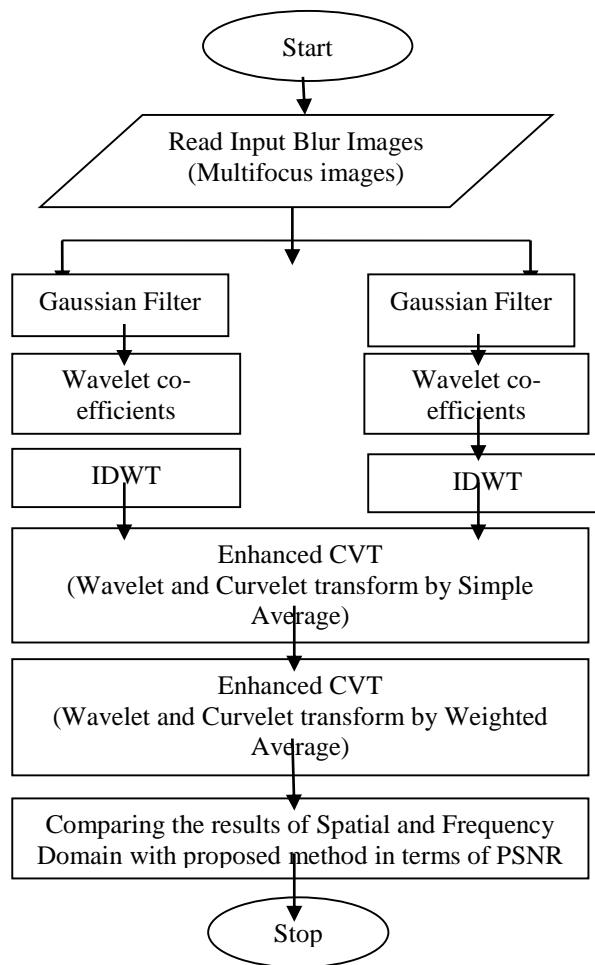 Start
Read Input Blur Images
(Multifocus images)
Gaussian Filter
Gaussian Filter
Wavelet co-
efficients
Wavelet co-
efficients
IDWT
IDWT
Enhanced CVT
(Wavelet and Curvelet transform by Simple
Average)
Enhanced CVT
(Wavelet and Curvelet transform by Weighted
Average)
Comparing the results of Spatial and Frequency
Domain with proposed method in terms of PSNR
Stop